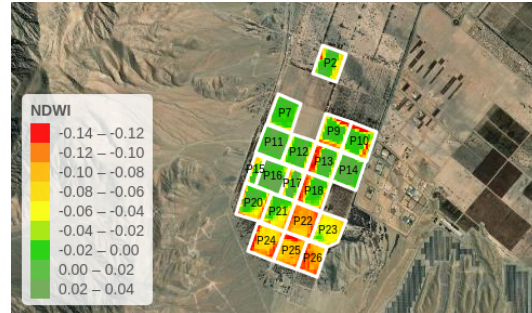 P2
NDWI
-0.14 – -0.12
-0.12 – -0.10
-0.10 – -0.08
-0.08 – -0.06
-0.06 – -0.04
-0.04 – -0.02
-0.02 – 0.00
0.00 – 0.02
0.02 – 0.04
P7
P9
P10
P11
P12
P13
P14
P15
P16
P17
P18
P20
P21
P22
P23
P24
P25
P26